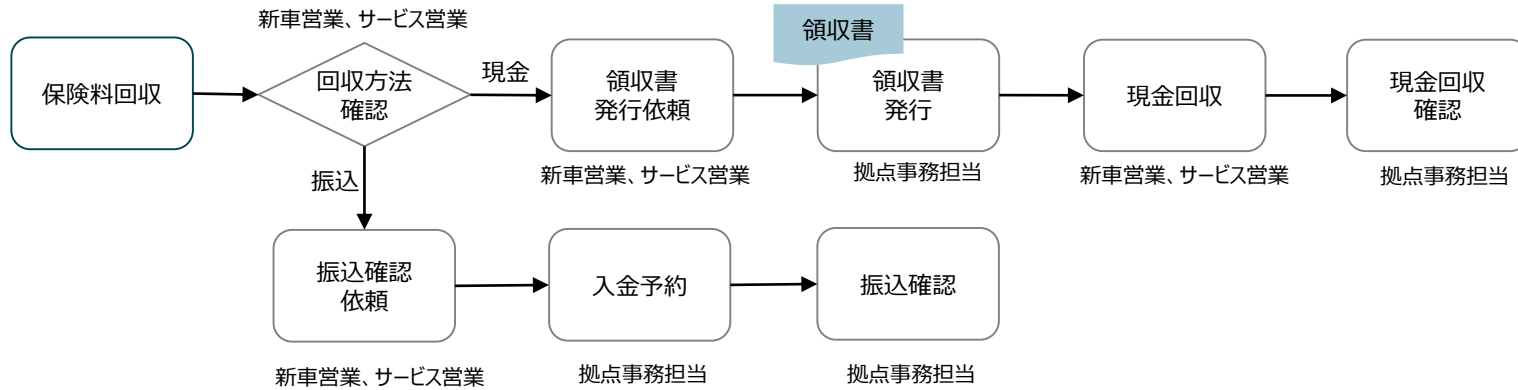 新車営業、サービス営業
領収書
保険料回収
回収方法
確認
現金
領収書
発行依頼
領収書
発行
現金回収
現金回収
確認
新車営業、サービス営業
拠点事務担当
新車営業、サービス営業
拠点事務担当
振込
振込確認
依頼
入金予約
振込確認
新車営業、サービス営業
拠点事務担当
拠点事務担当